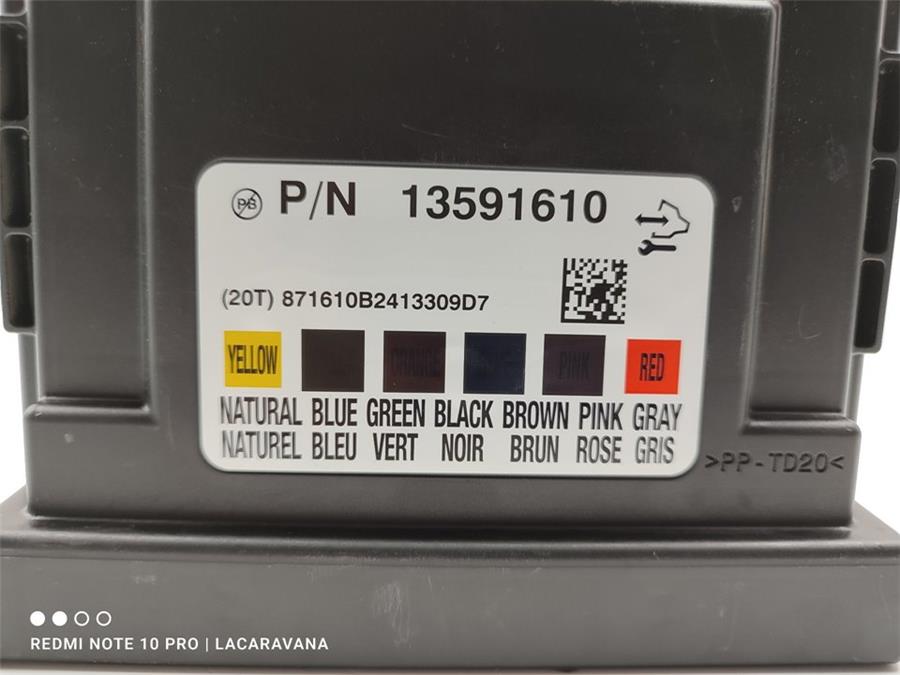 PB P/N 13591610
(20T) 871610B2413309D7
YELLOW ORANGE PINK RED
NATURAL BLUE GREEN BLACK BROWN PINK GRAY
NATUREL BLEU VERT NOIR BRUN ROSE GRIS
>PP-TD20<
REDMI NOTE 10 PRO | LACARAVANA